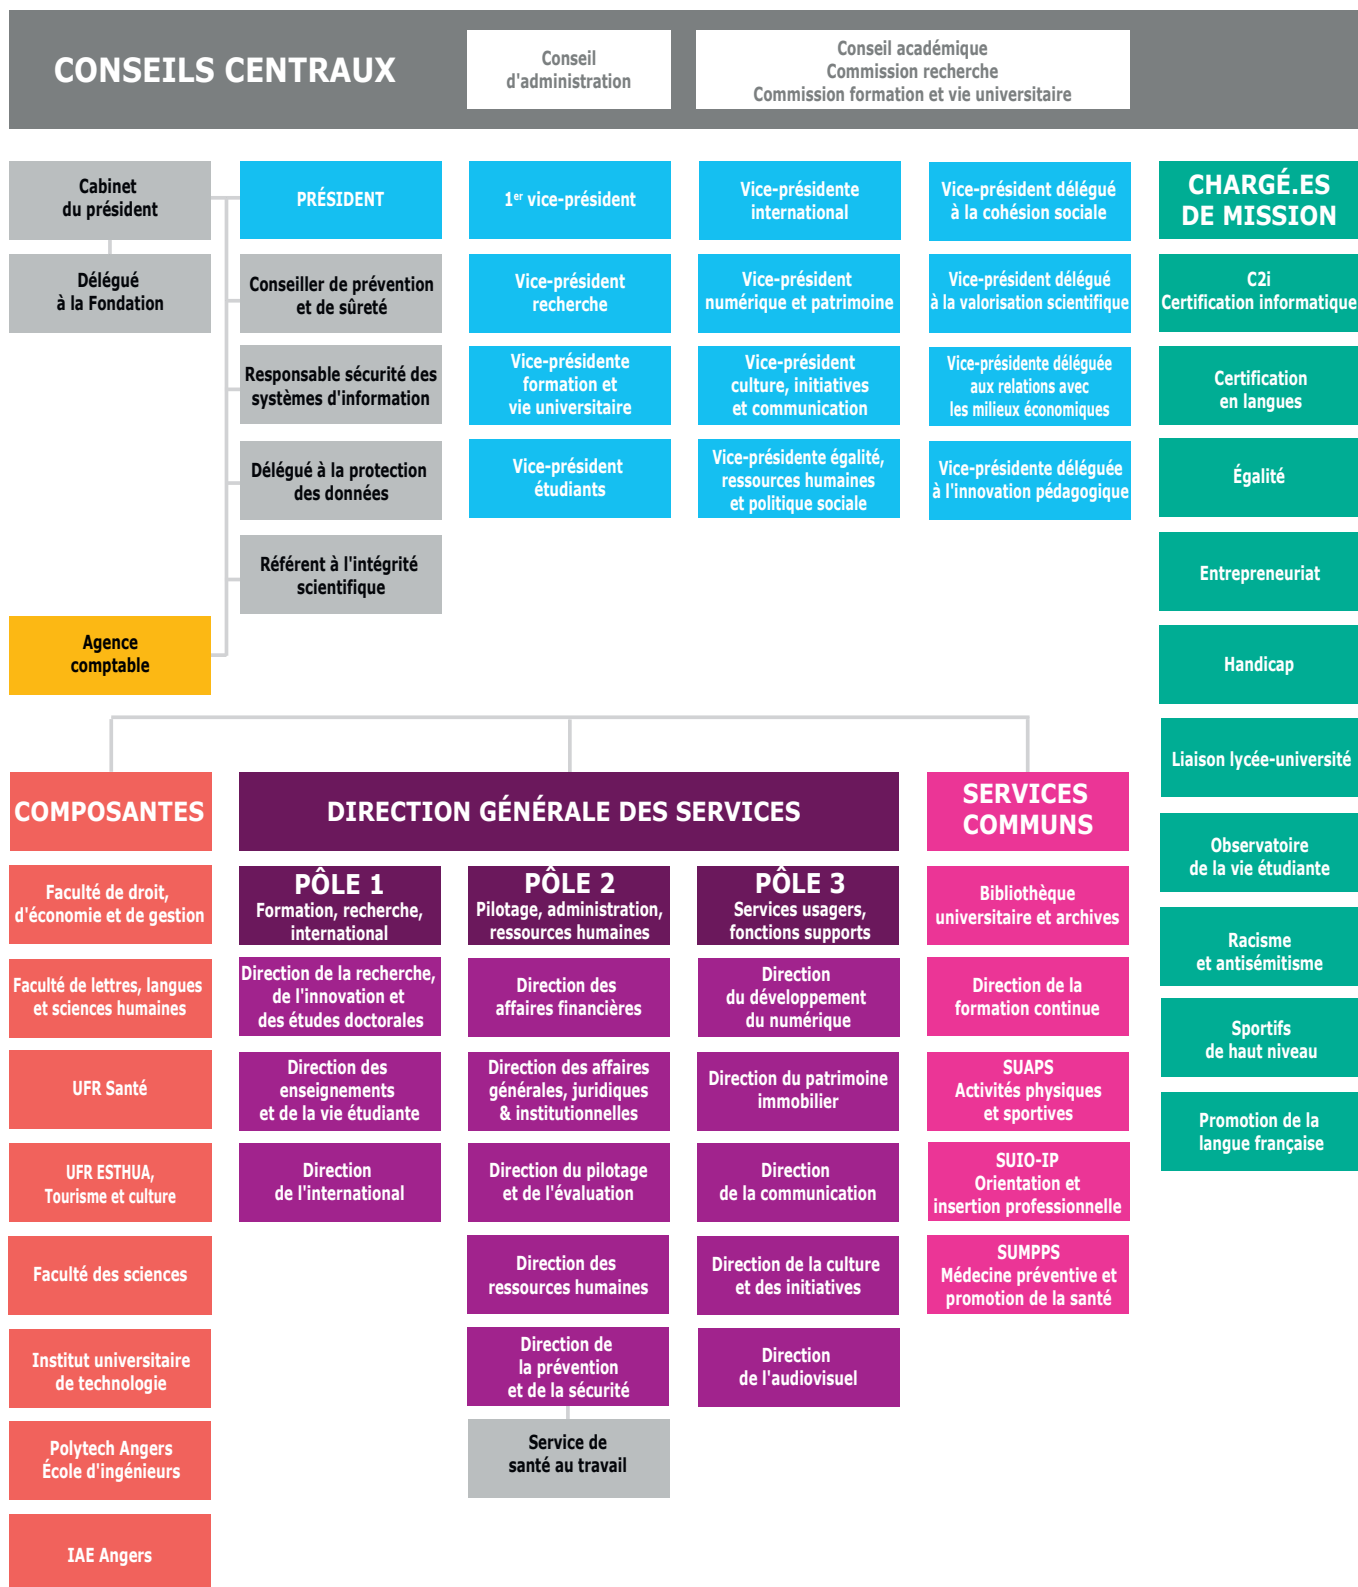 CONSEILS CENTRAUX
Conseil
d'administration
Conseil académique
Commission recherche
Commission formation et vie universitaire
Cabinet
du président
Délégué
à la Fondation
PRÉSIDENT
Conseiller de prévention
et de sûreté
Responsable sécurité des
systèmes d'information
Délégué à la protection
des données
Référent à l'intégrité
scientifique
Agence
comptable
1er vice-président
Vice-président
recherche
Vice-présidente
formation et
vie universitaire
Vice-président
étudiants
Vice-présidente
international
Vice-président
numérique et patrimoine
Vice-président
culture, initiatives
et communication
Vice-présidente égalité,
ressources humaines
et politique sociale
Vice-président délégué
à la cohésion sociale
Vice-président délégué
à la valorisation scientifique
Vice-présidente déléguée
aux relations avec
les milieux économiques
Vice-présidente déléguée
à l'innovation pédagogique
CHARGÉ.ES
DE MISSION
C2i
Certification informatique
Certification
en langues
Égalité
Entrepreneuriat
Handicap
Liaison lycée-université
Observatoire
de la vie étudiante
Racisme
et antisémitisme
Sportifs
de haut niveau
Promotion de la
langue française
COMPOSANTES
Faculté de droit,
d'économie et de gestion
Faculté de lettres, langues
et sciences humaines
UFR Santé
UFR ESTHUA,
Tourisme et culture
Faculté des sciences
Institut universitaire
de technologie
Polytech Angers
École d'ingénieurs
IAE Angers
DIRECTION GÉNÉRALE DES SERVICES
PÔLE 1
Formation, recherche,
international
Direction de la recherche,
de l'innovation et
des études doctorales
Direction des
enseignements
et de la vie étudiante
Direction
de l'international
PÔLE 2
Pilotage, administration,
ressources humaines
Direction des
affaires financières
Direction des affaires
générales, juridiques
& institutionnelles
Direction du pilotage
et de l'évaluation
Direction des
ressources humaines
Direction de
la prévention
et de la sécurité
Service de
santé au travail
PÔLE 3
Services usagers,
fonctions supports
Direction
du développement
du numérique
Direction du patrimoine
immobilier
Direction
de la communication
Direction de la culture
et des initiatives
Direction
de l'audiovisuel
SERVICES
COMMUNS
Bibliothèque
universitaire et archives
Direction de la
formation continue
SUAPS
Activités physiques
et sportives
SUIO-IP
Orientation et
insertion professionnelle
SUMPPS
Médecine préventive et
promotion de la santé